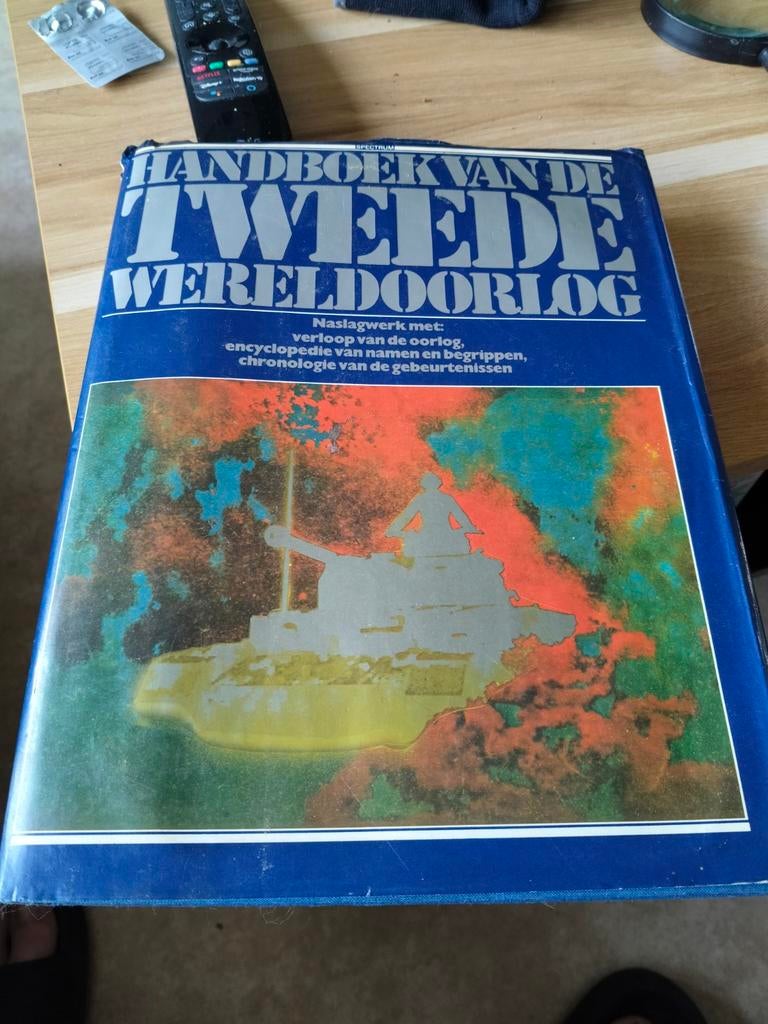 NETFLIX
SPECTRUM
HANDBOEK VAN DE
TWEEDE
WERELDOORLOG
Naslagwerk met:
verloop van de oorlog,
encyclopedie van namen en begrippen,
chronologie van de gebeurtenissen